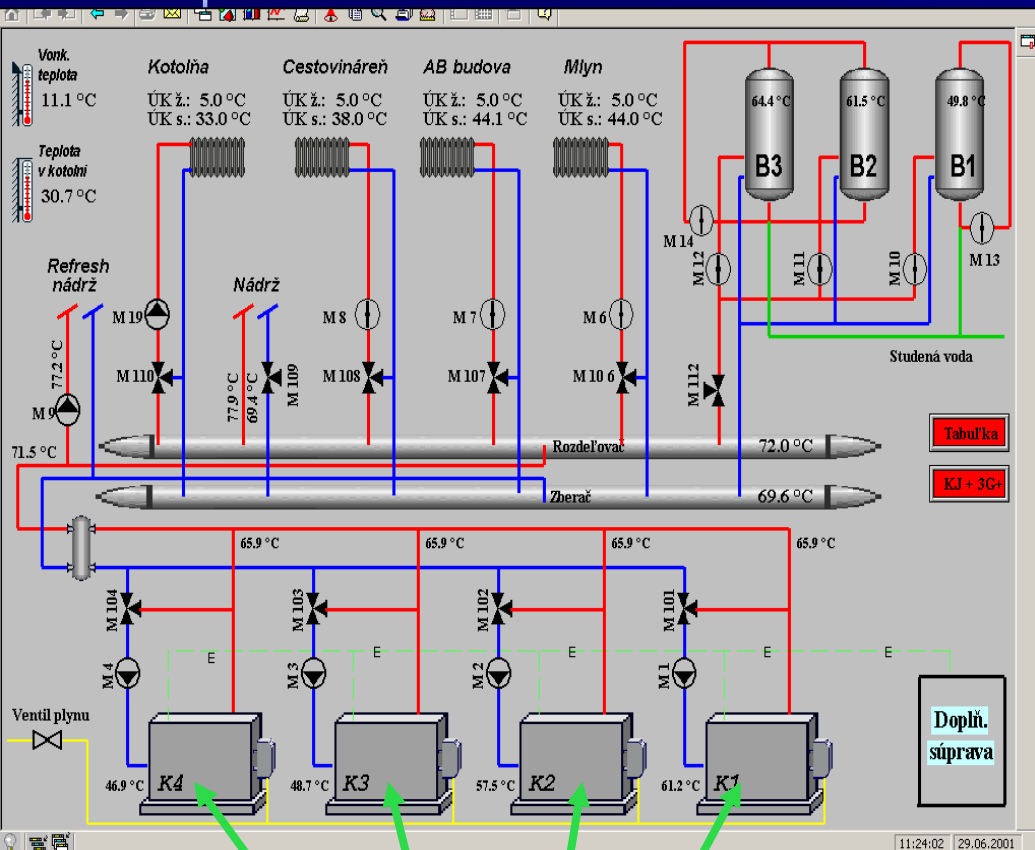 Vonk.
teplota
11.1 °C
Teplota
v kotolni
30.7 °C
Kotolňa
ÚK ž.: 5.0 °C
ÚK s.: 33.0 °C
Cestovináreň
ÚK ž.: 5.0 °C
ÚK s.: 38.0 °C
AB budova
ÚK ž.: 5.0 °C
ÚK s.: 44.1 °C
Mlyn
ÚK ž.: 5.0 °C
ÚK s.: 44.0 °C
64.4 °C
B3
61.5 °C
B2
49.8 °C
B1
M 14
M 13
M 12
M 11
M 10
Studená voda
Refresh
nádrž
Nádrž
M 19
M 8
M 7
M 6
77.2 °C
M 9
M 110
77.9 °C
69.4 °C
M 109
M 108
M 107
M 10 6
M 112
71.5 °C
Rozdeľovač
72.0 °C
Zberač
69.6 °C
Tabuľka
KJ + 3G+
65.9 °C
65.9 °C
65.9 °C
65.9 °C
M 104
M 103
M 102
M 101
E
E
E
E
E
M 4
M 3
M 2
M 1
Ventil plynu
46.9 °C
K4
48.7 °C
K3
57.5 °C
K2
61.2 °C
K1
Doplň.
súprava
11:24:02
29.06.2001